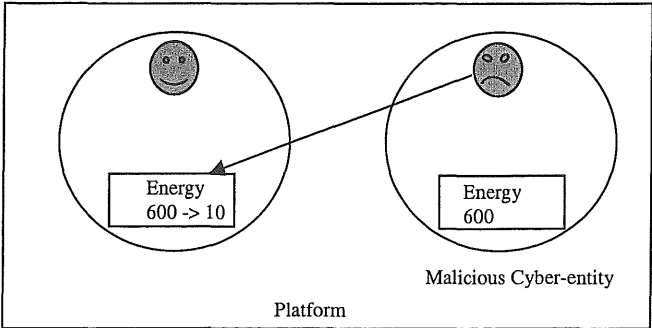 Energy
600 -> 10
Energy
600
Malicious Cyber-entity
Platform